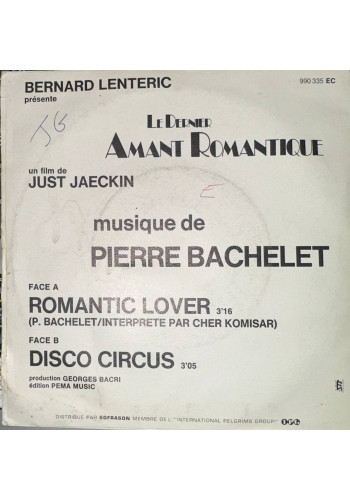 BERNARD LENTERIC
990 335 EC
présente
LE DERNIER
AMANT ROMANTIQUE
un film de
JUST JAECKIN
musique de
PIERRE BACHELET
FACE A
ROMANTIC LOVER 3'16
(P. BACHELET/INTERPRETE PAR CHER KOMISAR)
FACE B
DISCO CIRCUS 3'05
production GEORGES BACRI
édition PEMA MUSIC
DISTRIBUE PAR SOFRASON MEMBRE DE L'"INTERNATIONAL PELGRIMS GROUP" IPG